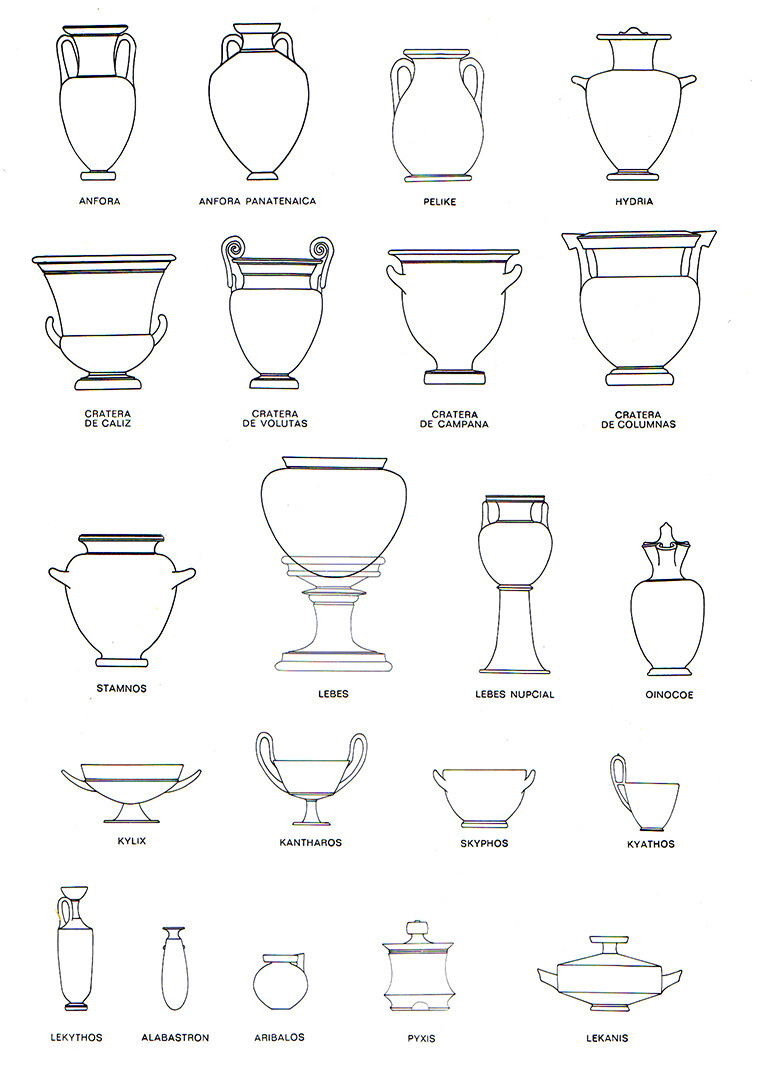 ANFORA
ANFORA PANATENAICA
PELIKE
HYDRIA
CRATERA
DE CALIZ
CRATERA
DE VOLUTAS
CRATERA
DE CAMPANA
CRATERA
DE COLUMNAS
STAMNOS
LEBES
LEBES NUPCIAL
OINOCOE
KYLIX
KANTHAROS
SKYPHOS
KYATHOS
LEKYTHOS
ALABASTRON
ARIBALOS
PYXIS
LEKANIS